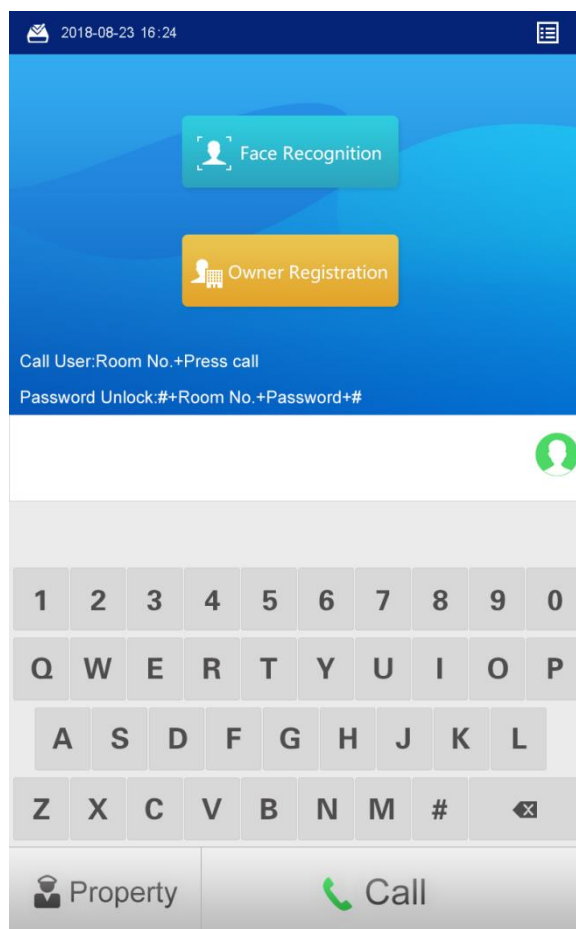 2018-08-23 16:24
Face Recognition
Owner Registration
Call User:Room No.+Press call
Password Unlock:#+Room No.+Password+#
1 2 3 4 5 6 7 8 9 0
Q W E R T Y U I O P
A S D F G H J K L
Z X C V B N M #
Property Call